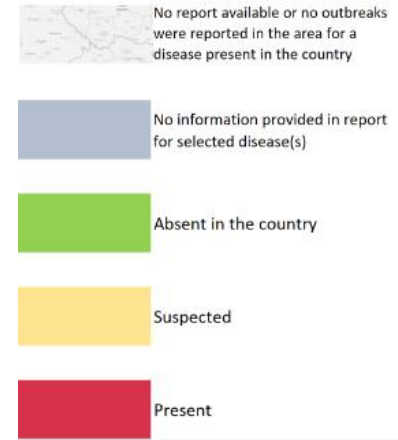 No report available or no outbreaks
were reported in the area for a
disease present in the country
No information provided in report
for selected disease(s)
Absent in the country
Suspected
Present